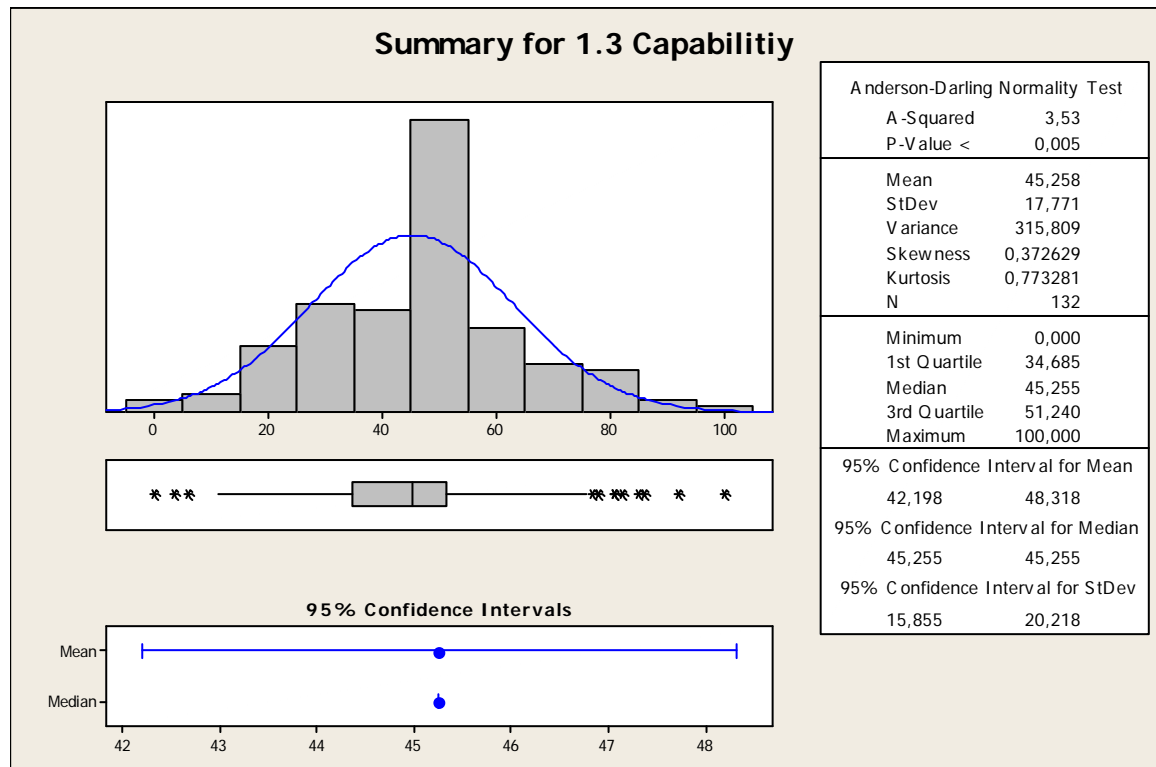 Summary for 1.3 Capabilitiy
0 20 40 60 80 100
95% Confidence Intervals
Mean
Median
42 43 44 45 46 47 48
Anderson-Darling Normality Test
A-Squared 3,53
P-Value < 0,005
Mean 45,258
StDev 17,771
Variance 315,809
Skewness 0,372629
Kurtosis 0,773281
N 132
Minimum 0,000
1st Quartile 34,685
Median 45,255
3rd Quartile 51,240
Maximum 100,000
95% Confidence Interval for Mean
42,198 48,318
95% Confidence Interval for Median
45,255 45,255
95% Confidence Interval for StDev
15,855 20,218